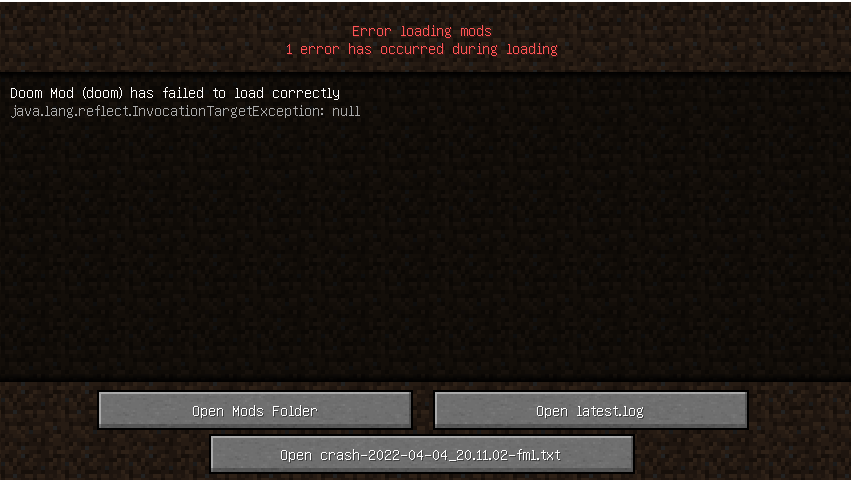 Error loading mods
1 error has occurred during loading
Doom Mod (doom) has failed to load correctly
java.lang.reflect.InvocationTargetException: null
Open Mods Folder
Open latest.log
Open crash-2022-04-04_20.11.02-fml.txt